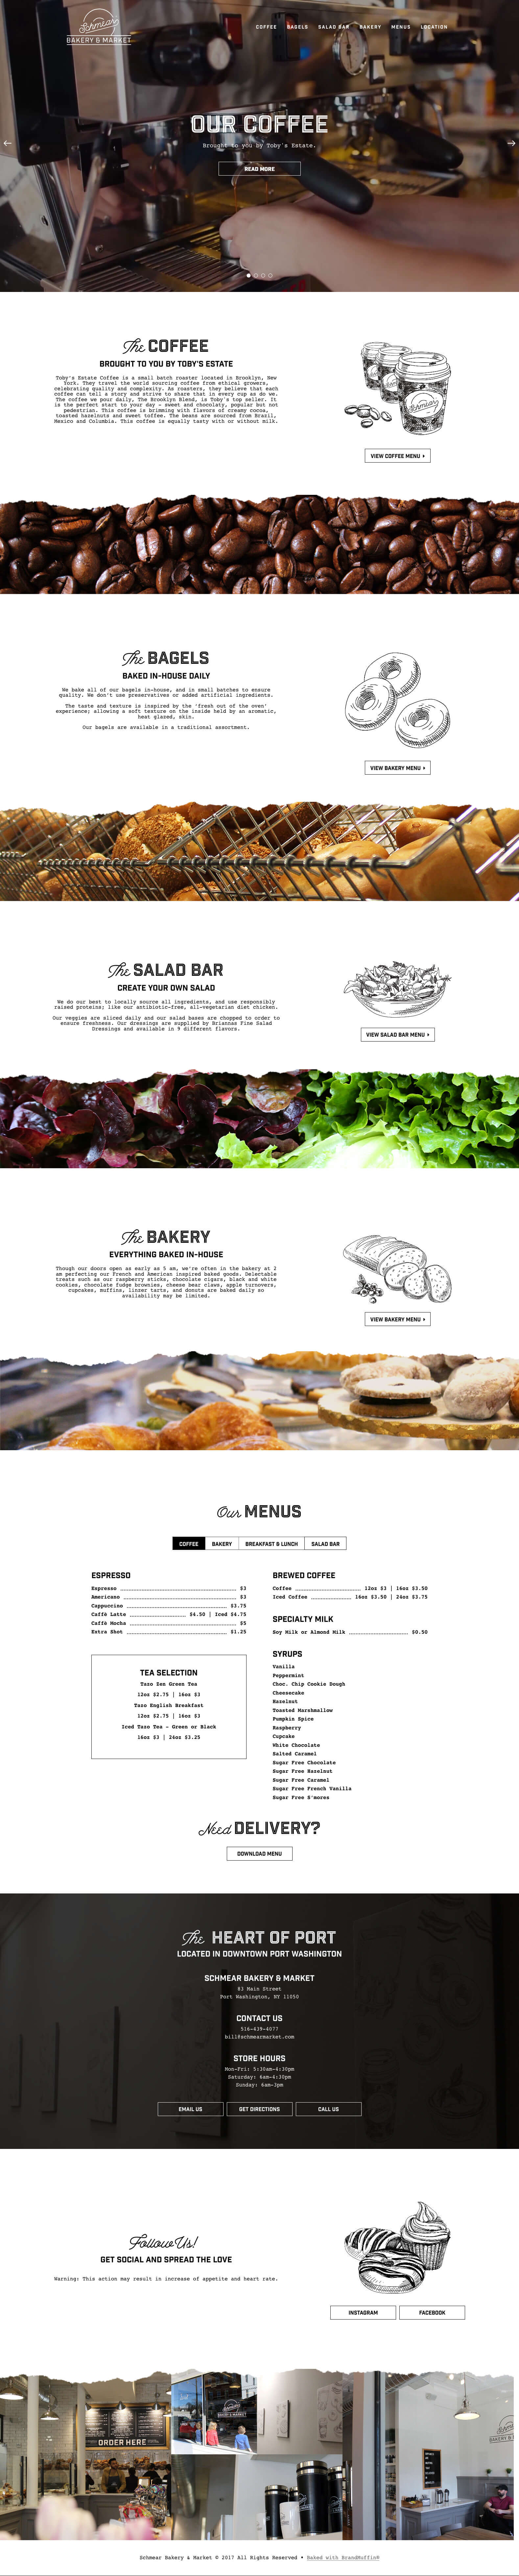 Schmear
BAKERY & MARKET
COFFEE BAGELS SALAD BAR BAKERY MENUS LOCATION
OUR COFFEE
Brought to you by Toby's Estate.
READ MORE
The COFFEE
BROUGHT TO YOU BY TOBY'S ESTATE
Toby's Estate Coffee is a small batch roaster located in Brooklyn, New
York. They travel the world sourcing coffee from ethical growers,
celebrating quality and complexity. As roasters, they believe that each
coffee can tell a story and strive to share that in every cup as do we.
The coffee we pour daily, The Brooklyn Blend, is Toby's top seller. It
is the perfect start to your day - sweet and chocolaty, popular but not
pedestrian. This coffee is brimming with flavors of creamy cocoa,
toasted hazelnuts and sweet toffee. The beans are sourced from Brazil,
Mexico and Columbia. This coffee is equally tasty with or without milk.
Schmear
VIEW COFFEE MENU
The BAGELS
BAKED IN-HOUSE DAILY
We bake all of our bagels in-house, and in small batches to ensure
quality. We don't use preservatives or added artificial ingredients.
The taste and texture is inspired by the 'fresh out of the oven'
experience; allowing a soft texture on the inside held by an aromatic,
heat glazed, skin.
Our bagels are available in a traditional assortment.
VIEW BAKERY MENU
The SALAD BAR
CREATE YOUR OWN SALAD
We do our best to locally source all ingredients, and use responsibly
raised proteins; like our antibiotic-free, all-vegetarian diet chicken.
Our veggies are sliced daily and our salad bases are chopped to order to
ensure freshness. Our dressings are supplied by Briannas Fine Salad
Dressings and available in 9 different flavors.
VIEW SALAD BAR MENU
The BAKERY
EVERYTHING BAKED IN-HOUSE
Though our doors open as early as 5 am, we're often in the bakery at 2
am perfecting our French and American inspired baked goods. Delectable
treats such as our raspberry sticks, chocolate cigars, black and white
cookies, chocolate fudge brownies, cheese bear claws, apple turnovers,
cupcakes, muffins, linzer tarts, and donuts are baked daily so
availability may be limited.
VIEW BAKERY MENU
Our MENUS
COFFEE BAKERY BREAKFAST & LUNCH SALAD BAR
ESPRESSO
Espresso $3
Americano $3
Cappuccino $3.75
Caffè Latte $4.50 | Iced $4.75
Caffè Mocha $5
Extra Shot $1.25
TEA SELECTION
Tazo Zen Green Tea
12oz $2.75 | 16oz $3
Tazo English Breakfast
12oz $2.75 | 16oz $3
Iced Tazo Tea - Green or Black
16oz $3 | 24oz $3.25
BREWED COFFEE
Coffee 12oz $3 | 16oz $3.50
Iced Coffee 16oz $3.50 | 24oz $3.75
SPECIALTY MILK
Soy Milk or Almond Milk $0.50
SYRUPS
Vanilla
Peppermint
Choc. Chip Cookie Dough
Cheesecake
Hazelnut
Toasted Marshmallow
Pumpkin Spice
Raspberry
Cupcake
White Chocolate
Salted Caramel
Sugar Free Chocolate
Sugar Free Hazelnut
Sugar Free Caramel
Sugar Free French Vanilla
Sugar Free S'mores
Need DELIVERY?
DOWNLOAD MENU
The HEART OF PORT
LOCATED IN DOWNTOWN PORT WASHINGTON
SCHMEAR BAKERY & MARKET
83 Main Street
Port Washington, NY 11050
CONTACT US
516-439-4077
bill@schmearmarket.com
STORE HOURS
Mon-Fri: 5:30am-4:30pm
Saturday: 6am-4:30pm
Sunday: 6am-3pm
EMAIL US GET DIRECTIONS CALL US
Follow Us!
GET SOCIAL AND SPREAD THE LOVE
Warning: This action may result in increase of appetite and heart rate.
INSTAGRAM FACEBOOK
ORDER HERE
Schmear
BAKERY & MARKET
Schmear Bakery & Market © 2017 All Rights Reserved • Baked with BrandMuffin®